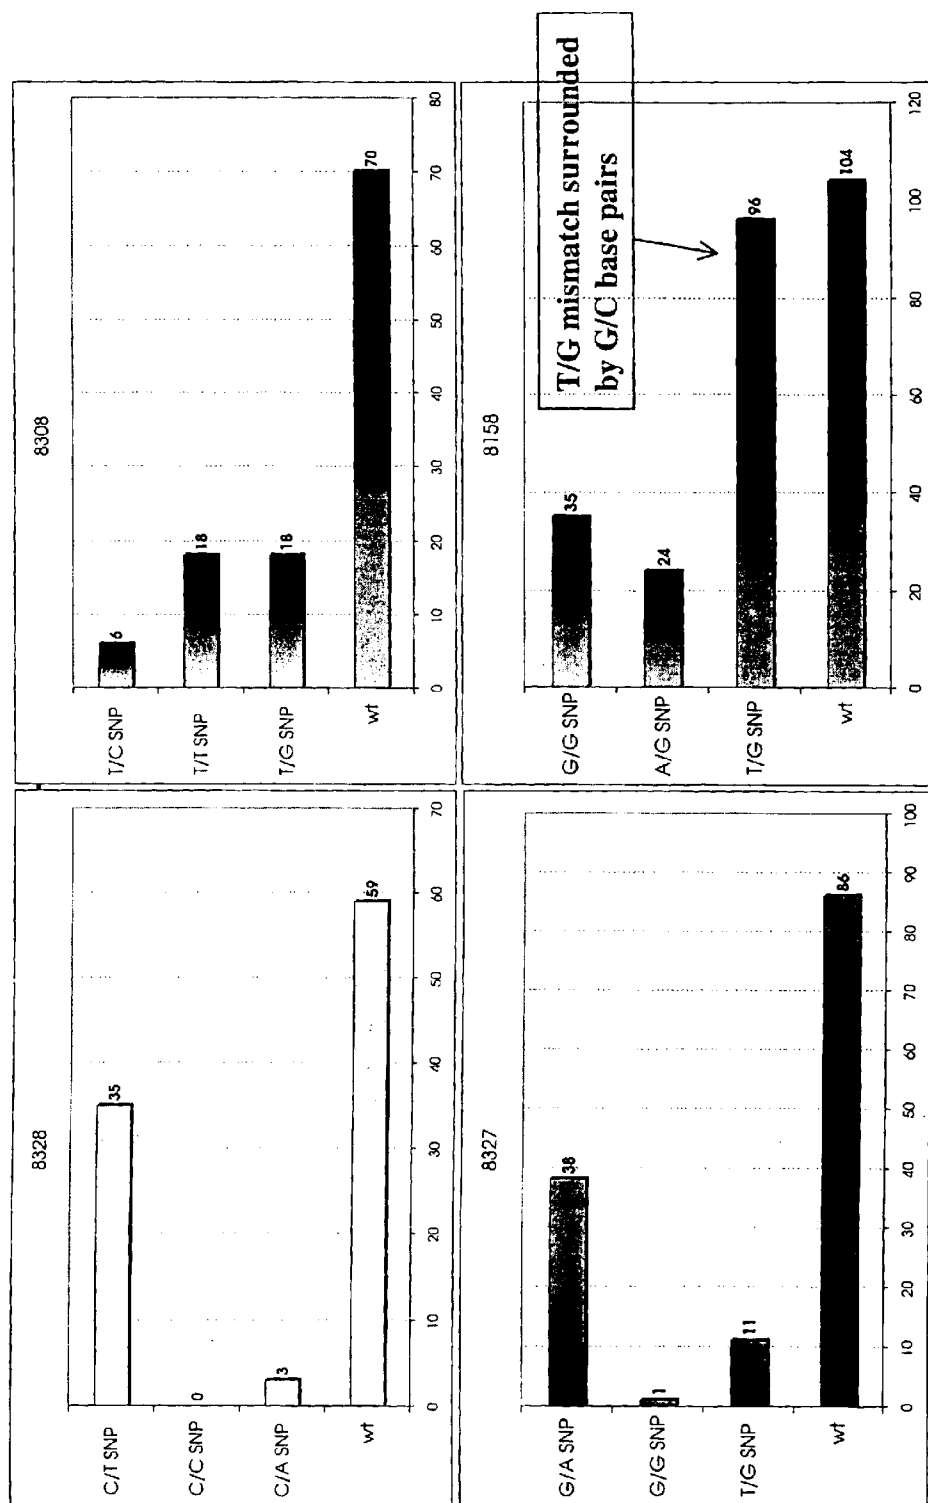 8328
C/T SNP 35
C/C SNP 0
C/A SNP 3
wt 59
0 10 20 30 40 50 60 70
8308
T/C SNP 6
T/T SNP 18
T/G SNP 18
wt 70
0 10 20 30 40 50 60 70 80
8327
G/A SNP 38
G/G SNP 1
T/G SNP 11
wt 86
0 10 20 30 40 50 60 70 80 90 100
8158
G/G SNP 35
A/G SNP 24
T/G SNP 96
wt 104
0 20 40 60 80 100 120
T/G mismatch surrounded
by G/C base pairs